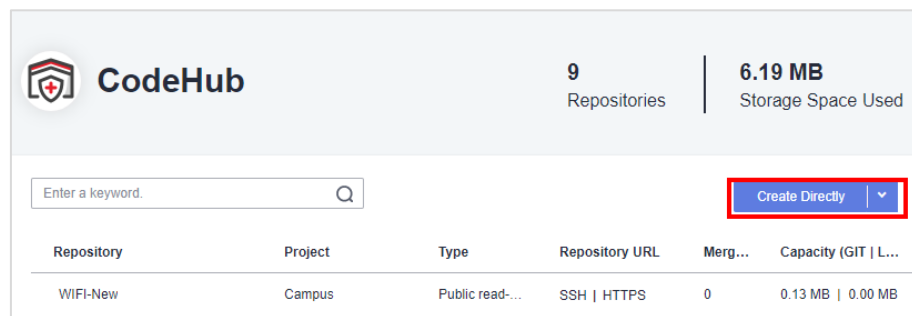 CodeHub
9
Repositories
6.19 MB
Storage Space Used
Enter a keyword.
Create Directly
Repository Project Type Repository URL Merg... Capacity (GIT | L...
WIFI-New Campus Public read-... SSH | HTTPS 0 0.13 MB | 0.00 MB